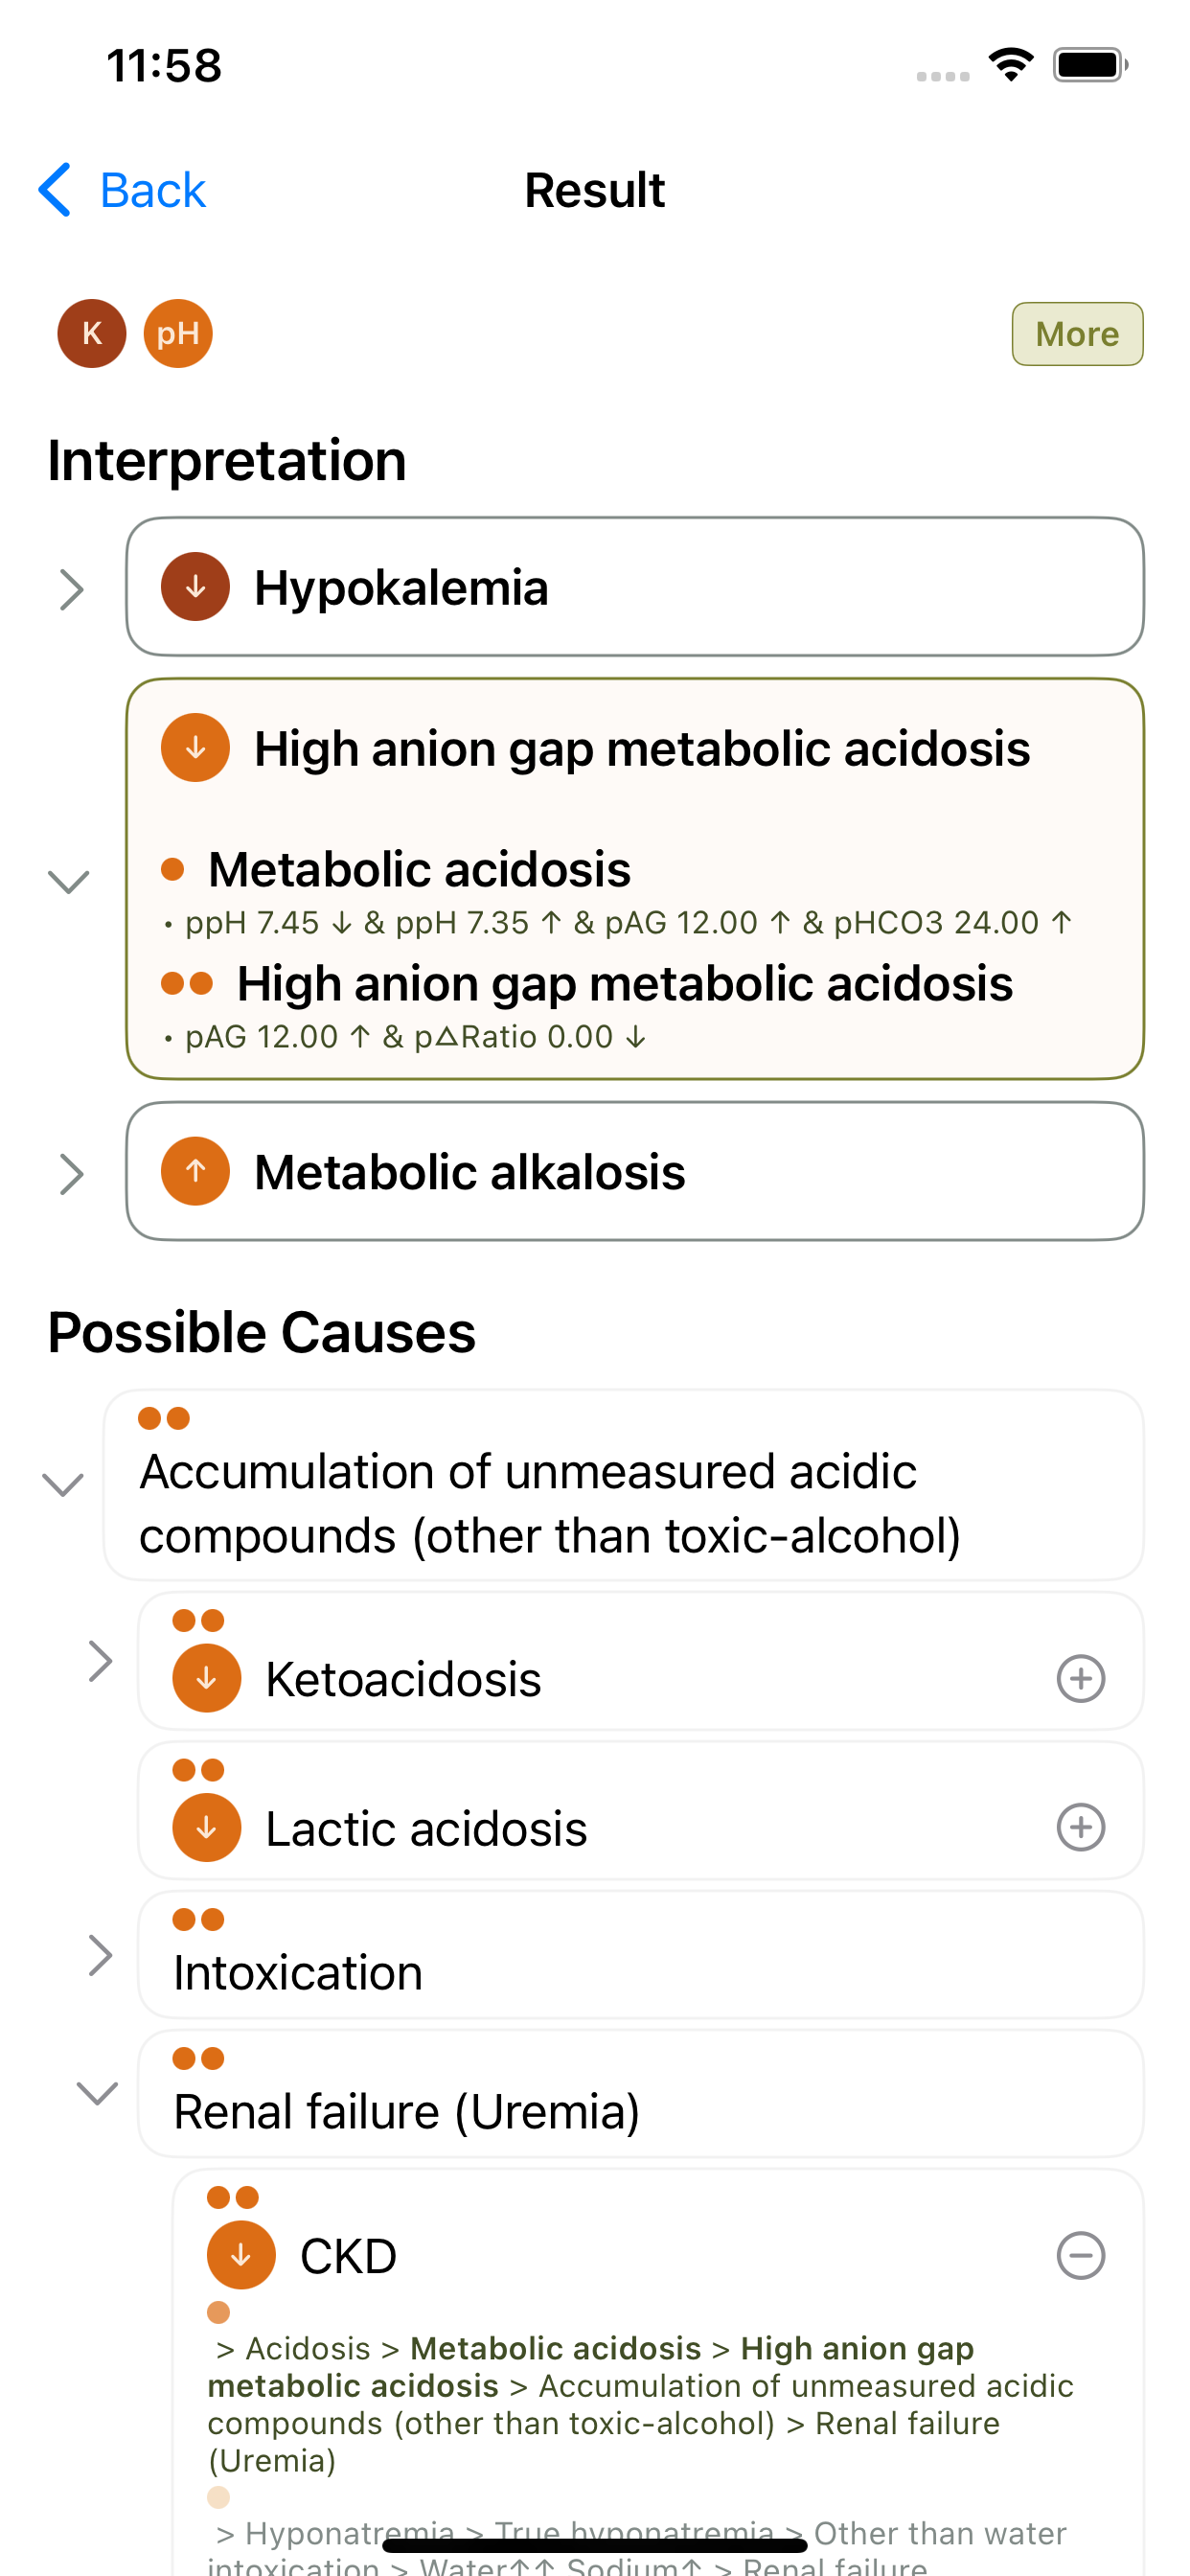 11:58
Back
Result
K pH
More
Interpretation
↓ Hypokalemia
↓ High anion gap metabolic acidosis
Metabolic acidosis
• ppH 7.45 ↓ & ppH 7.35 ↑ & pAG 12.00 ↑ & pHCO3 24.00 ↑
High anion gap metabolic acidosis
• pAG 12.00 ↑ & p△Ratio 0.00 ↓
↑ Metabolic alkalosis
Possible Causes
Accumulation of unmeasured acidic
compounds (other than toxic-alcohol)
↓ Ketoacidosis
↓ Lactic acidosis
Intoxication
Renal failure (Uremia)
↓ CKD
> Acidosis > Metabolic acidosis > High anion gap
metabolic acidosis > Accumulation of unmeasured acidic
compounds (other than toxic-alcohol) > Renal failure
(Uremia)
> Hyponatremia > True hyponatremia > Other than water
intoxication > Water↑↑ Sodium↑ > Renal failure